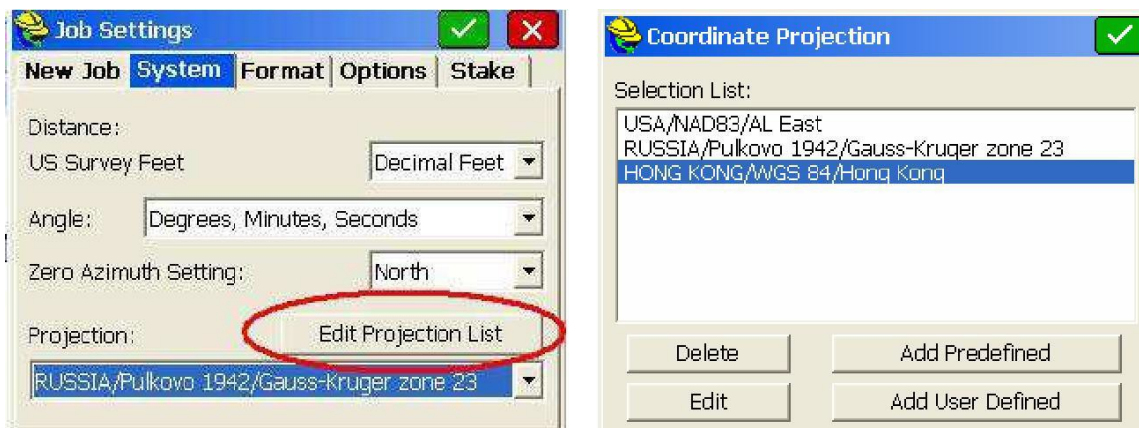 Job Settings
New Job System Format Options Stake
Distance:
US Survey Feet Decimal Feet
Angle: Degrees, Minutes, Seconds
Zero Azimuth Setting: North
Projection: Edit Projection List
RUSSIA/Pulkovo 1942/Gauss-Kruger zone 23
Coordinate Projection
Selection List:
USA/NAD83/AL East
RUSSIA/Pulkovo 1942/Gauss-Kruger zone 23
HONG KONG/WGS 84/Hong Kong
Delete Add Predefined
Edit Add User Defined